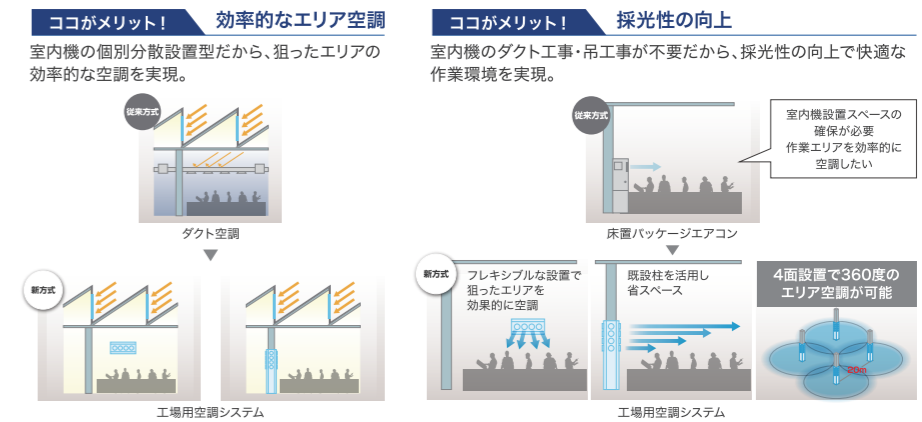 ココがメリット！ 効率的なエリア空調
室内機の個別分散設置型だから、狙ったエリアの
効率的な空調を実現。
従来方式
ダクト空調
新方式
工場用空調システム
ココがメリット！ 採光性の向上
室内機のダクト工事・吊工事が不要だから、採光性の向上で快適な
作業環境を実現。
従来方式
室内機設置スペースの
確保が必要
作業エリアを効率的に
空調したい
床置パッケージエアコン
新方式
フレキシブルな設置で
狙ったエリアを
効果的に空調
既設柱を活用し
省スペース
4面設置で360度の
エリア空調が可能
20m
工場用空調システム